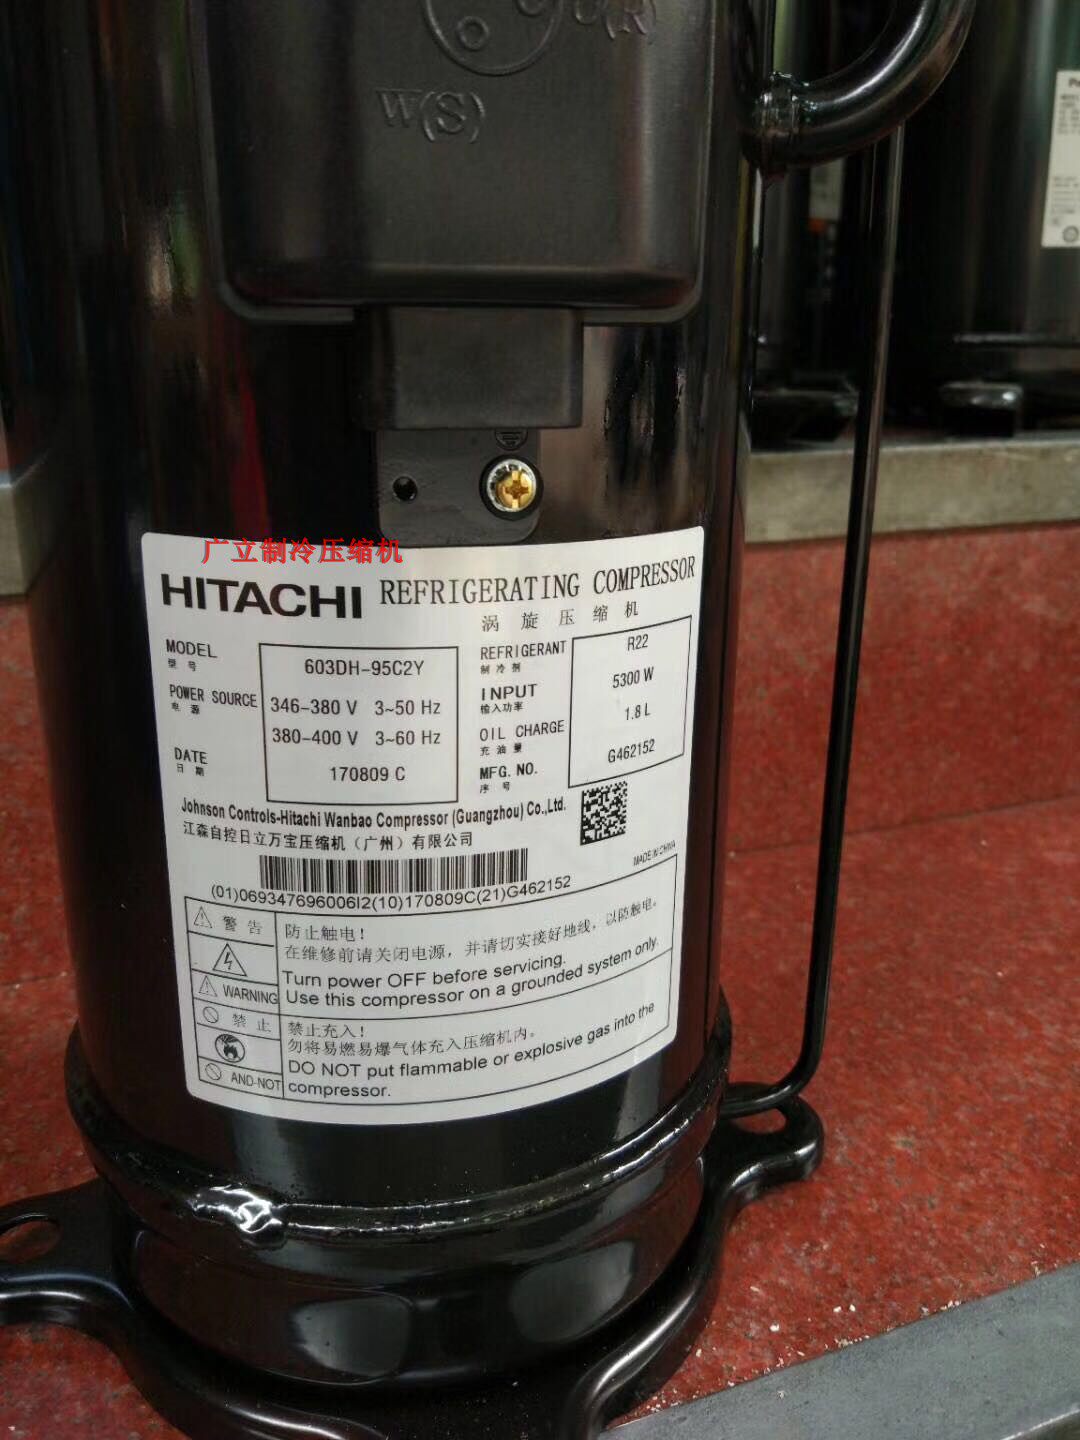 U(R)
W(S)
广立制冷压缩机
HITACHI REFRIGERATING COMPRESSOR
涡旋压缩机
MODEL 603DH-95C2Y
型号
POWER SOURCE 346-380 V 3~50 Hz
电源 380-400 V 3~60 Hz
DATE 170809 C
日期
REFRIGERANT R22
制冷剂
INPUT 5300 W
输入功率
OIL CHARGE 1.8 L
充油量
MFG. NO. G462152
序号
Johnson Controls-Hitachi Wanbao Compressor (Guangzhou) Co.,Ltd.
江森自控日立万宝压缩机（广州）有限公司
MADE IN CHINA
(01)069347696006I2(10)170809C(21)G462152
警告
防止触电！
在维修前请关闭电源，并请切实接好地线，以防触电。
WARNING
Turn power OFF before servicing.
Use this compressor on a grounded system only.
禁止
禁止充入！
勿将易燃易爆气体充入压缩机内。
AND-NOT
DO NOT put flammable or explosive gas into the
compressor.